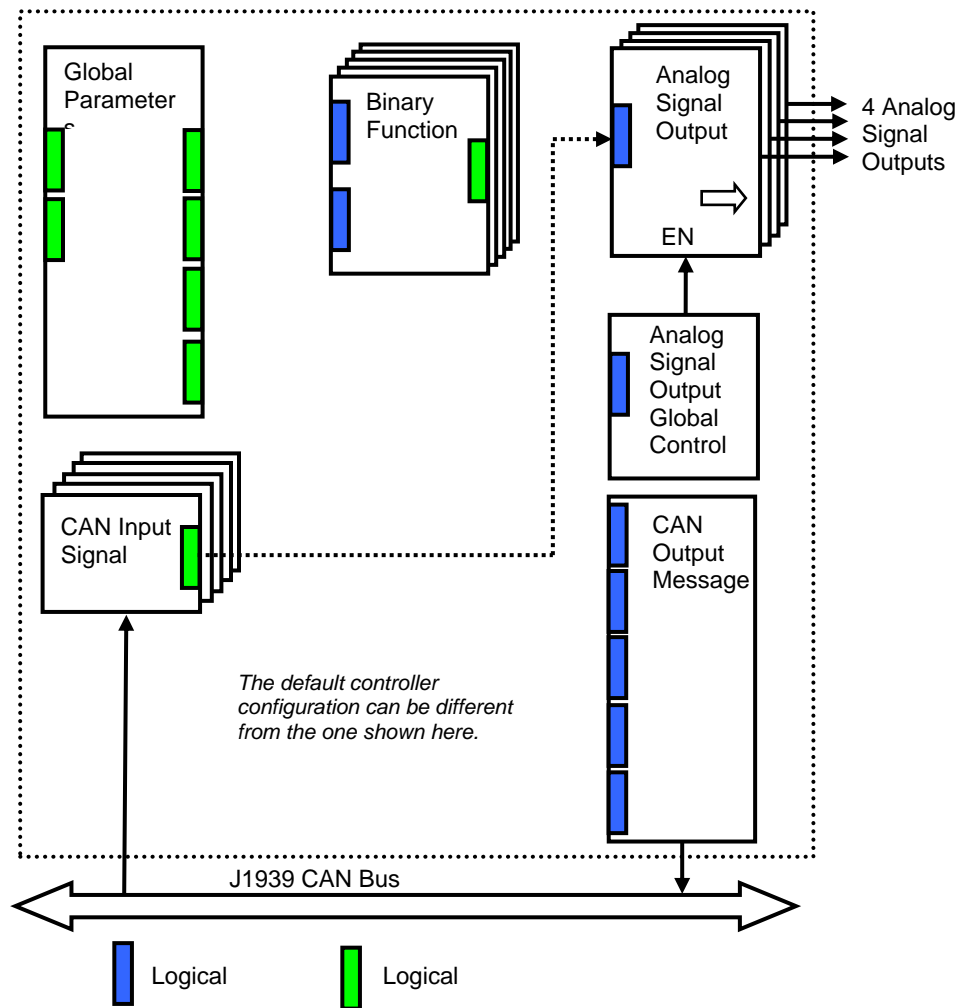 Global
Parameter
Binary
Function
Analog
Signal
Output
EN
4 Analog
Signal
Outputs
Analog
Signal
Output
Global
Control
CAN Input
Signal
CAN
Output
Message
The default controller
configuration can be different
from the one shown here.
J1939 CAN Bus
Logical
Logical